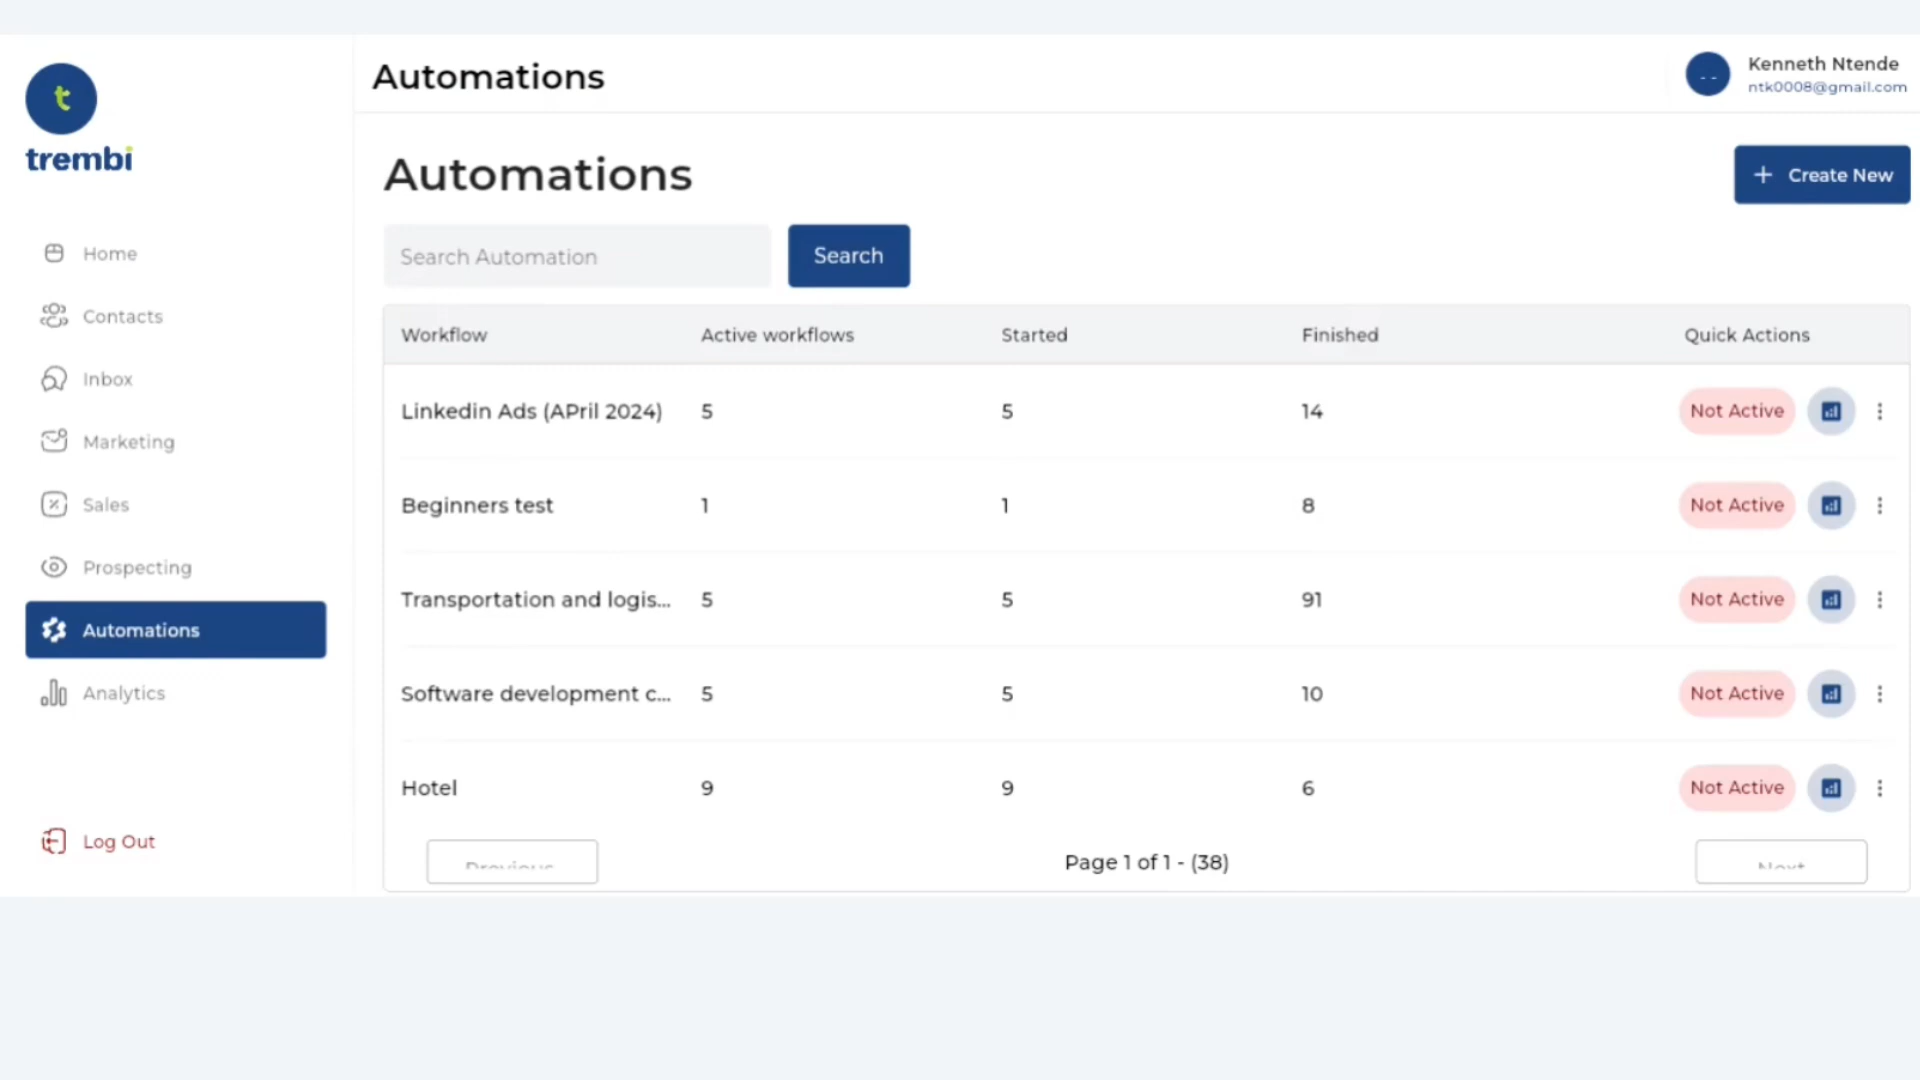 Automations
Kenneth Ntende
ntk0008@gmail.com
t
trembi
Automations
+ Create New
Home
Search Automation
Search
Contacts
Workflow
Active workflows
Started
Finished
Quick Actions
Inbox
Linkedin Ads (APril 2024)
5
5
14
Not Active
Marketing
Sales
Beginners test
1
1
8
Not Active
Prospecting
Transportation and logis...
5
5
91
Not Active
Automations
Analytics
Software development c...
5
5
10
Not Active
Hotel
9
9
6
Not Active
Log Out
Previous
Page 1 of 1 - (38)
Next